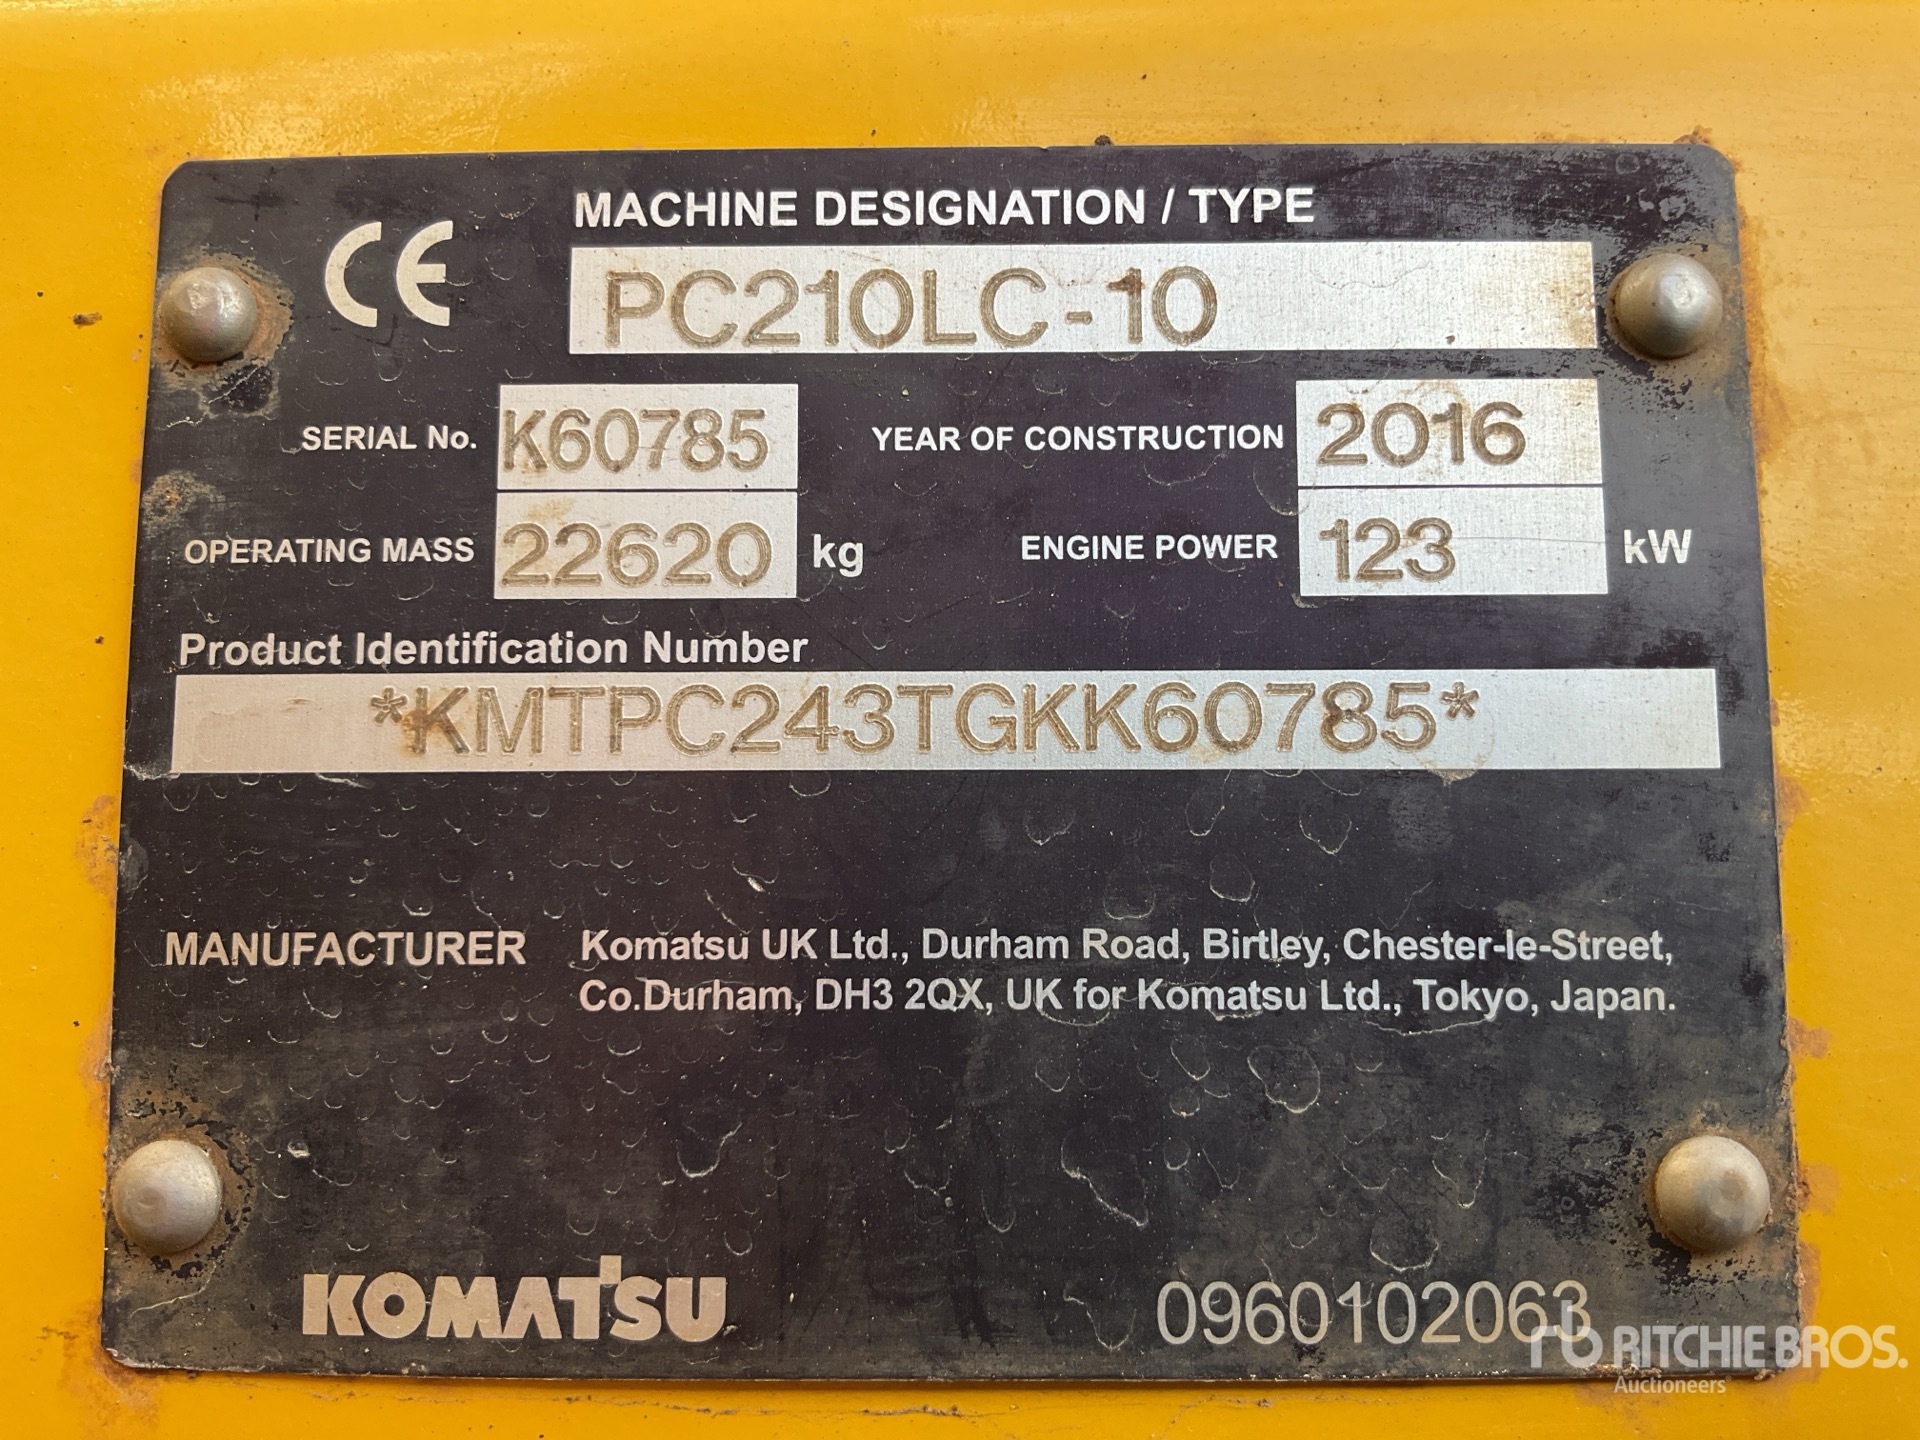 CE
MACHINE DESIGNATION / TYPE
PC210LC-10
SERIAL No. K60785 YEAR OF CONSTRUCTION 2016
OPERATING MASS 22620 kg ENGINE POWER 123 kW
Product Identification Number
*KMTPC243TGKK60785*
MANUFACTURER Komatsu UK Ltd., Durham Road, Birtley, Chester-le-Street,
Co.Durham, DH3 2QX, UK for Komatsu Ltd., Tokyo, Japan.
KOMATSU 0960102063
rb RITCHIE BROS.
Auctioneers